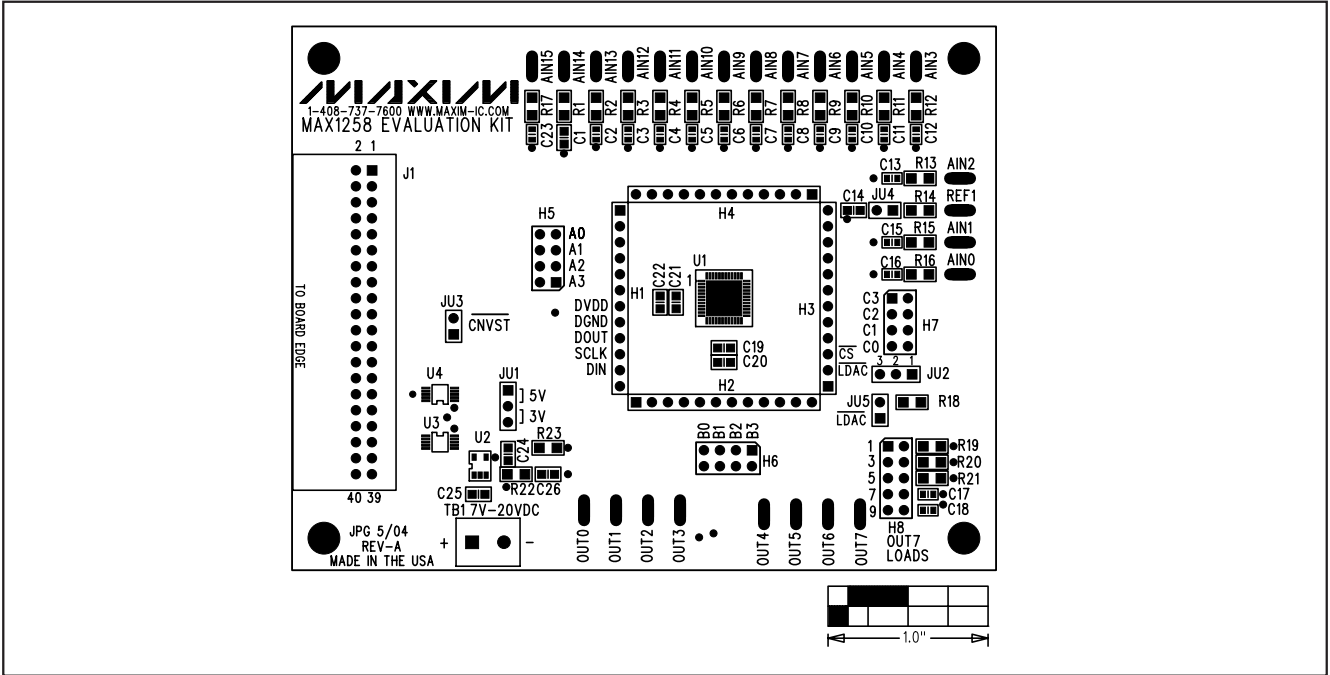 AIN15
AIN14
AIN13
AIN12
AIN11
AIN10
AIN9
AIN8
AIN7
AIN6
AIN5
AIN4
AIN3
MAXIM
1-408-737-7600 WWW.MAXIM-IC.COM
MAX1258 EVALUATION KIT
R17
R1
R2
R3
R4
R5
R6
R7
R8
R9
R10
R11
R12
C23
C1
C2
C3
C4
C5
C6
C7
C8
C9
C10
C11
C12
2 1
J1
C13 R13 AIN2
C14 JU4 R14 REF1
C15 R15 AIN1
C16 R16 AIN0
H5
A0
A1
A2
A3
H4
U1
1
C22
C21
H1
H3
DVDD
DGND
DOUT
SCLK
DIN
C19
C20
H2
TO BOARD EDGE
JU3
CNVST
C3
C2
C1
C0
H7
CS
LDAC
3 2 1
JU2
U4
JU1
5V
3V
U3
JU5
LDAC
R18
U2
C24
R23
B0
B1
B2
B3
H6
1
3
5
7
9
R19
R20
R21
C17
C18
R22 C26
C25
40 39
TB1 7V-20VDC
+ -
JPG 5/04
REV-A
MADE IN THE USA
OUT0
OUT1
OUT2
OUT3
OUT4
OUT5
OUT6
OUT7
H8
OUT7
LOADS
1.0"